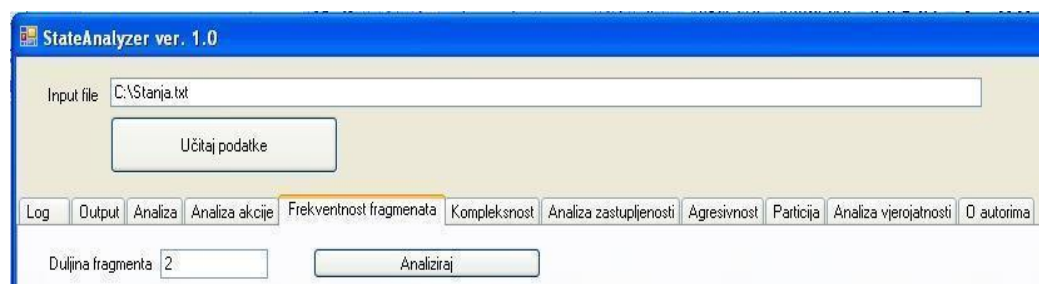 StateAnalyzer ver. 1.0
Input file C:\Stanja.txt
Učitaj podatke
Log Output Analiza Analiza akcije Frekventnost fragmenata Kompleksnost Analiza zastupljenosti Agresivnost Particija Analiza vjerojatnosti O autorima
Duljina fragmenta 2 Analiziraj